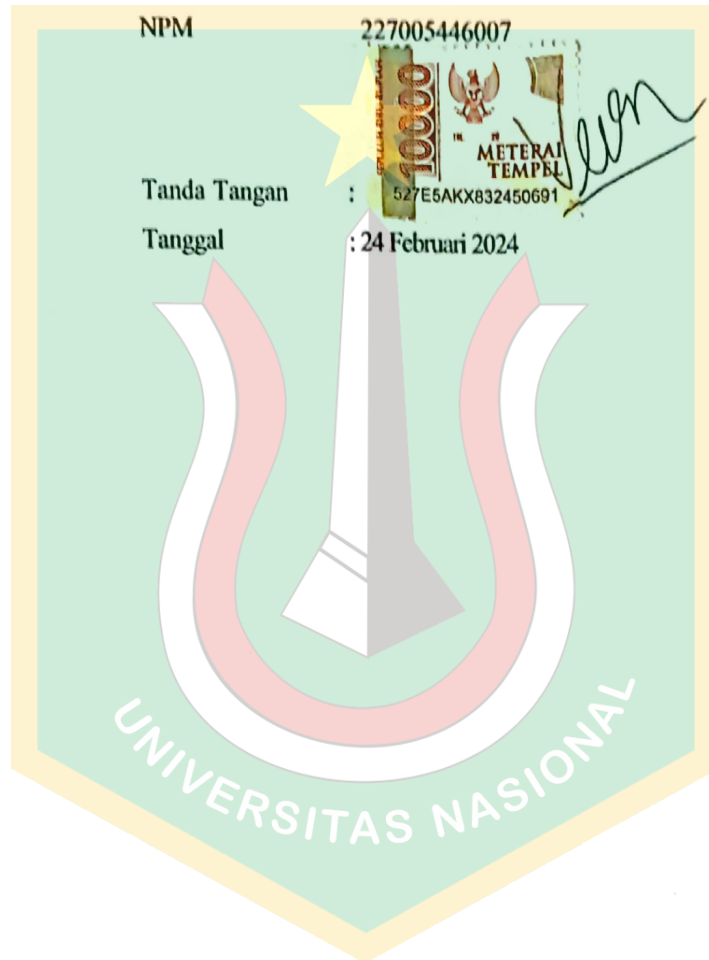 NPM 227005446007
10000
METERAI
TEMPEL
527E5AKX832450691
Tanda Tangan :
Tanggal : 24 Februari 2024
UNIVERSITAS NASIONAL